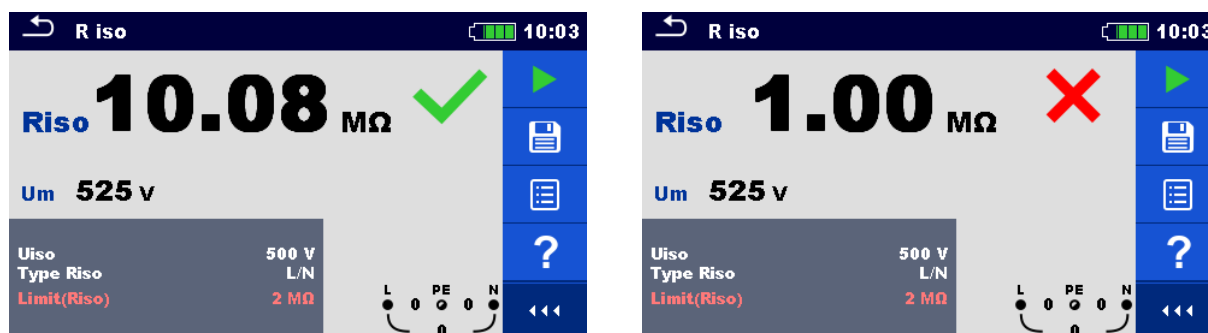 R iso 10:03
Riso 10.08 MΩ
Um 525 V
Uiso 500 V
Type Riso L/N
Limit(Riso) 2 MΩ
L PE N
0 0
0
?
R iso 10:03
Riso 1.00 MΩ
Um 525 V
Uiso 500 V
Type Riso L/N
Limit(Riso) 2 MΩ
L PE N
0 0
0
?